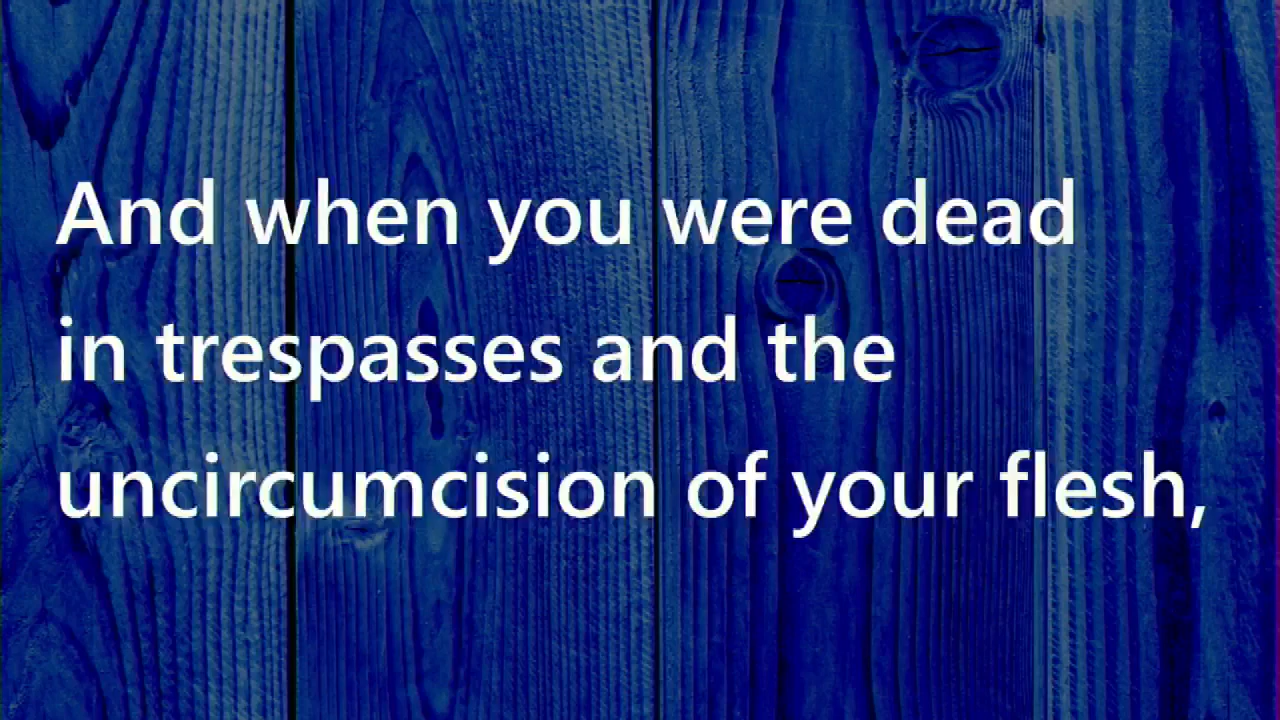 And when you were dead
in trespasses and the
uncircumcision of your flesh,